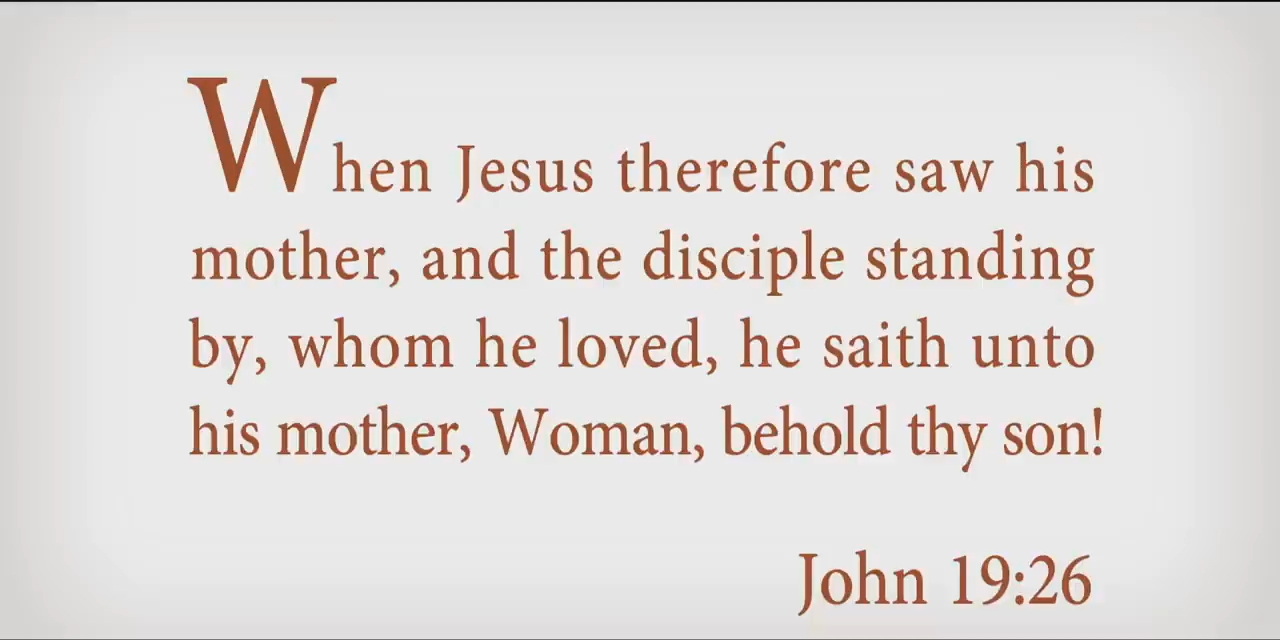 When Jesus therefore saw his
mother, and the disciple standing
by, whom he loved, he saith unto
his mother, Woman, behold thy son!
John 19:26